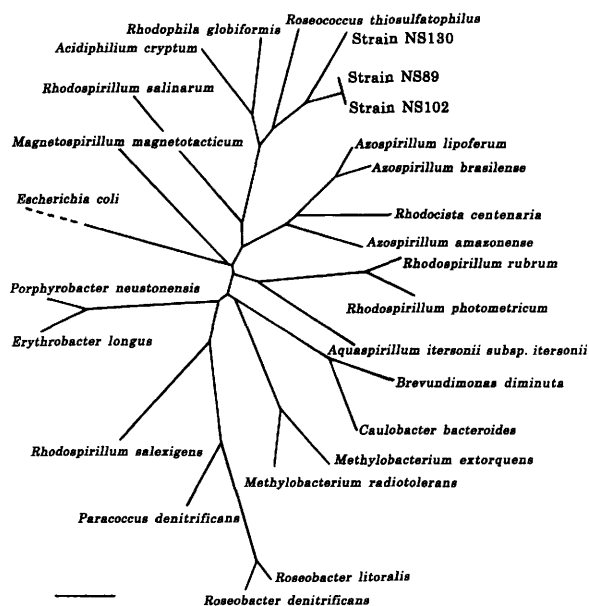 Roseococcus thiosulfatophilus
Rhodophila globiformis
Strain NS130
Acidiphilium cryptum
Strain NS89
Rhodospirillum salinarum
Strain NS102
Magnetospirillum magnetotacticum
Azospirillum lipoferum
Azospirillum brasilense
Escherichia coli
Rhodocista centenaria
Azospirillum amazonense
Rhodospirillum rubrum
Porphyrobacter neustonensis
Rhodospirillum photometricum
Erythrobacter longus
Aquaspirillum itersonii subsp. itersonii
Brevundimonas diminuta
Caulobacter bacteroides
Rhodospirillum salexigens
Methylobacterium extorquens
Methylobacterium radiotolerans
Paracoccus denitrificans
Roseobacter litoralis
Roseobacter denitrificans